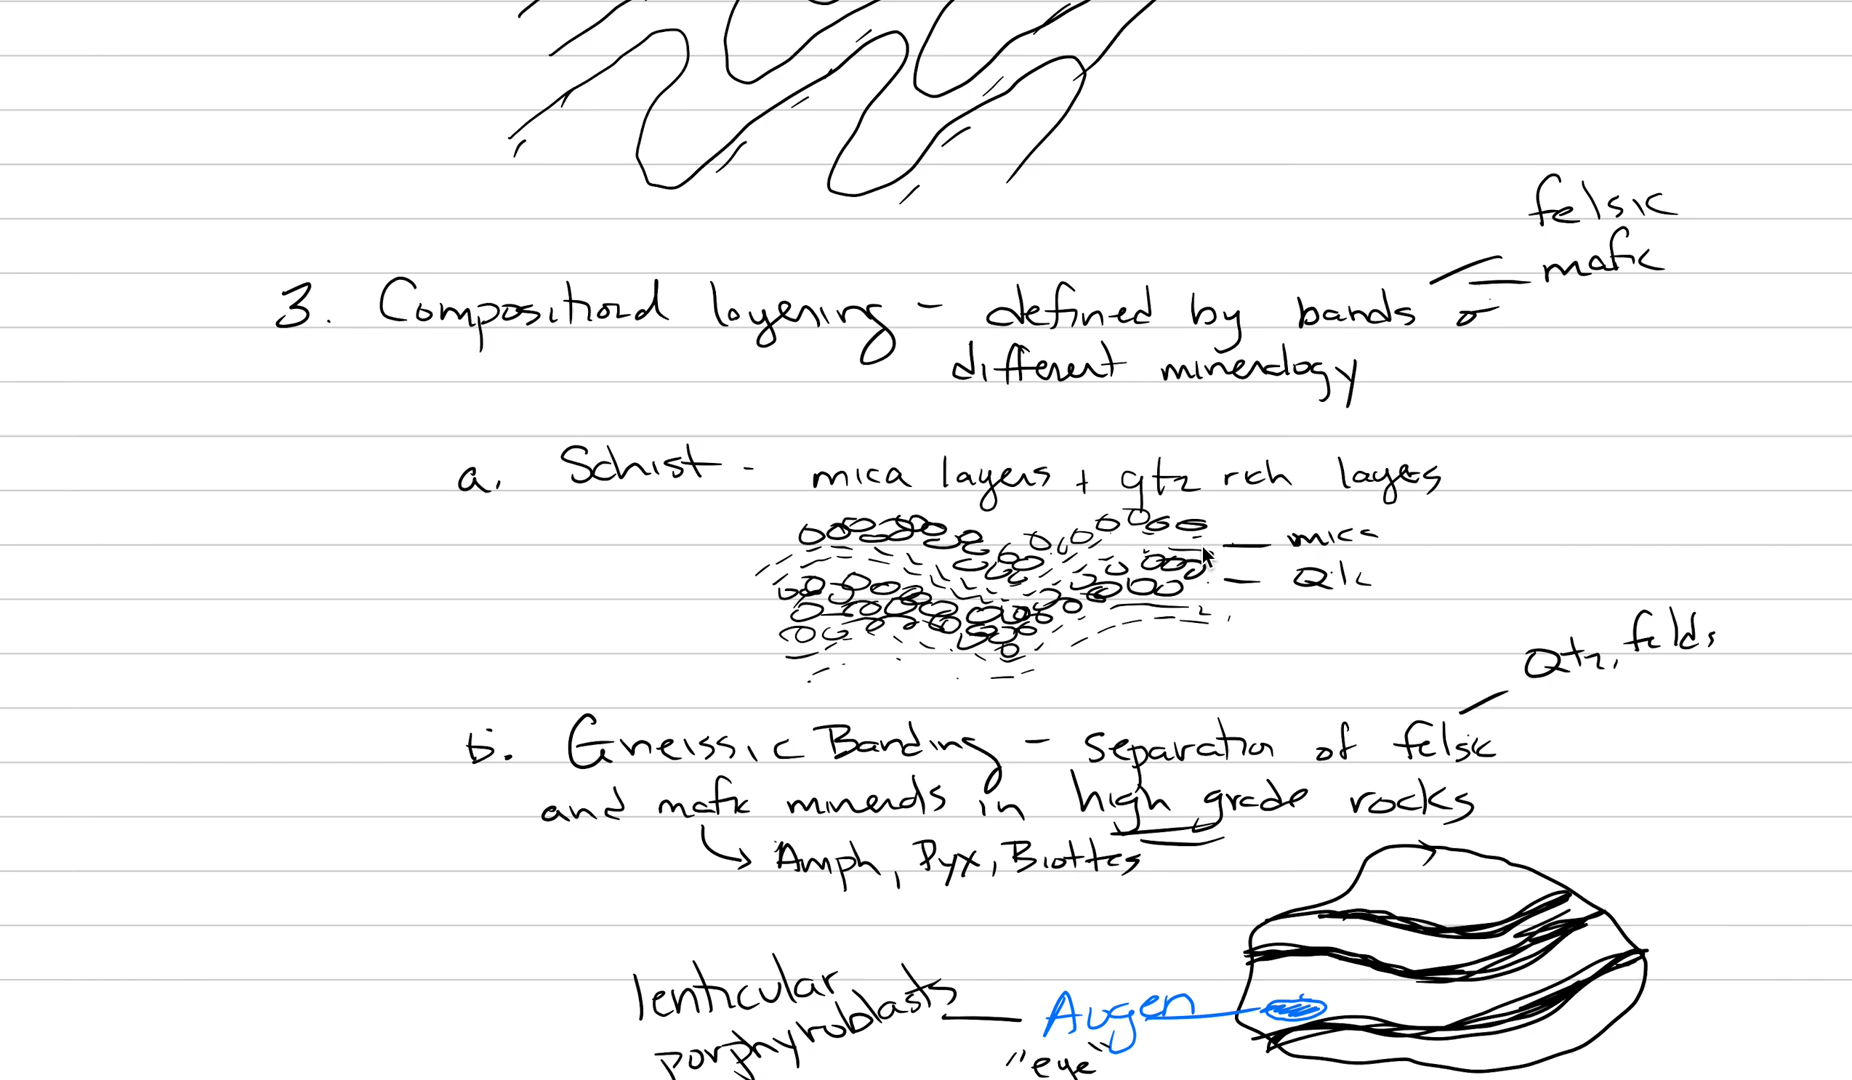 felsic
mafic
3. Compositional layering - defined by bands of
different mineralogy
a. Schist - mica layers + qtz rich layers
mica
Qtz
Qtz, felds
b. Gneissic Banding - separation of felsic
and mafic minerals in high grade rocks
Amph, Pyx, Biotites
lenticular
porphyroblasts
Augen
"eye"